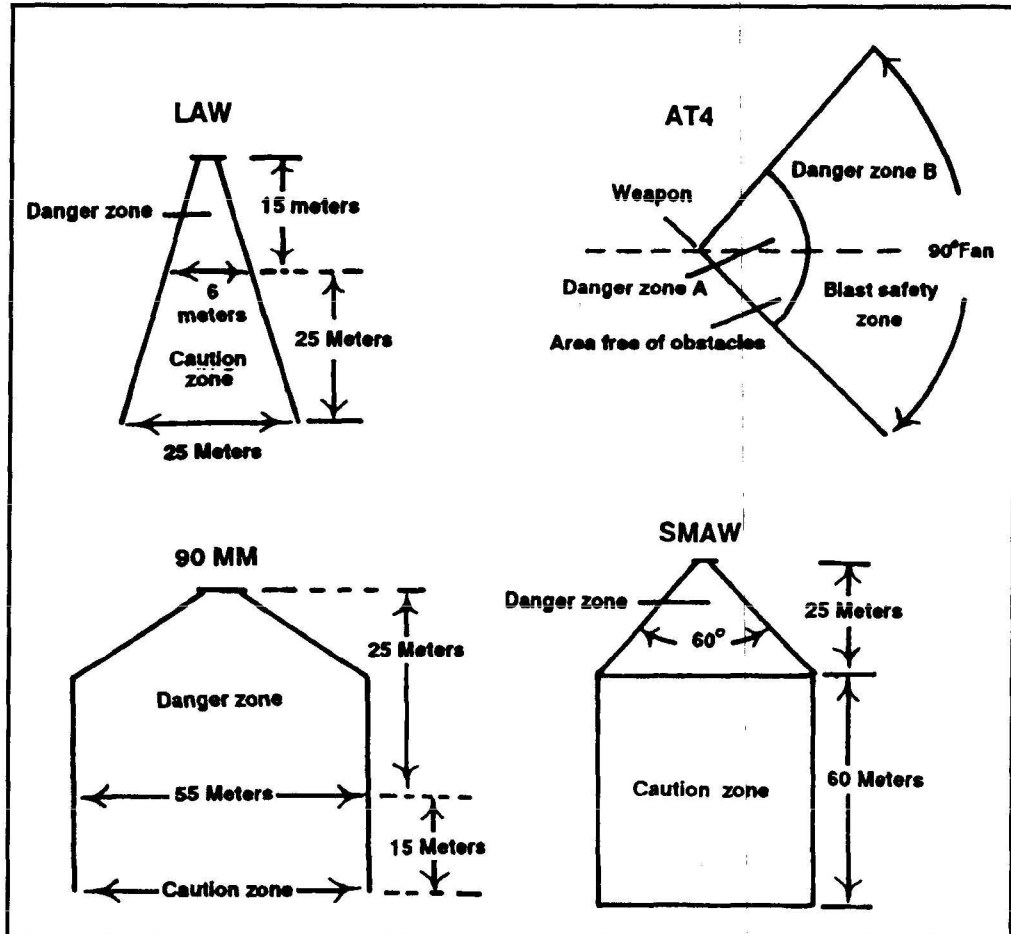 LAW
Danger zone
15 meters
6
meters
25 Meters
Caution
zone
25 Meters
AT4
Danger zone B
Weapon
90° Fan
Danger zone A
Blast safety
zone
Area free of obstacles
90 MM
25 Meters
Danger zone
55 Meters
15 Meters
Caution zone
SMAW
Danger zone
25 Meters
60°
Caution zone
60 Meters